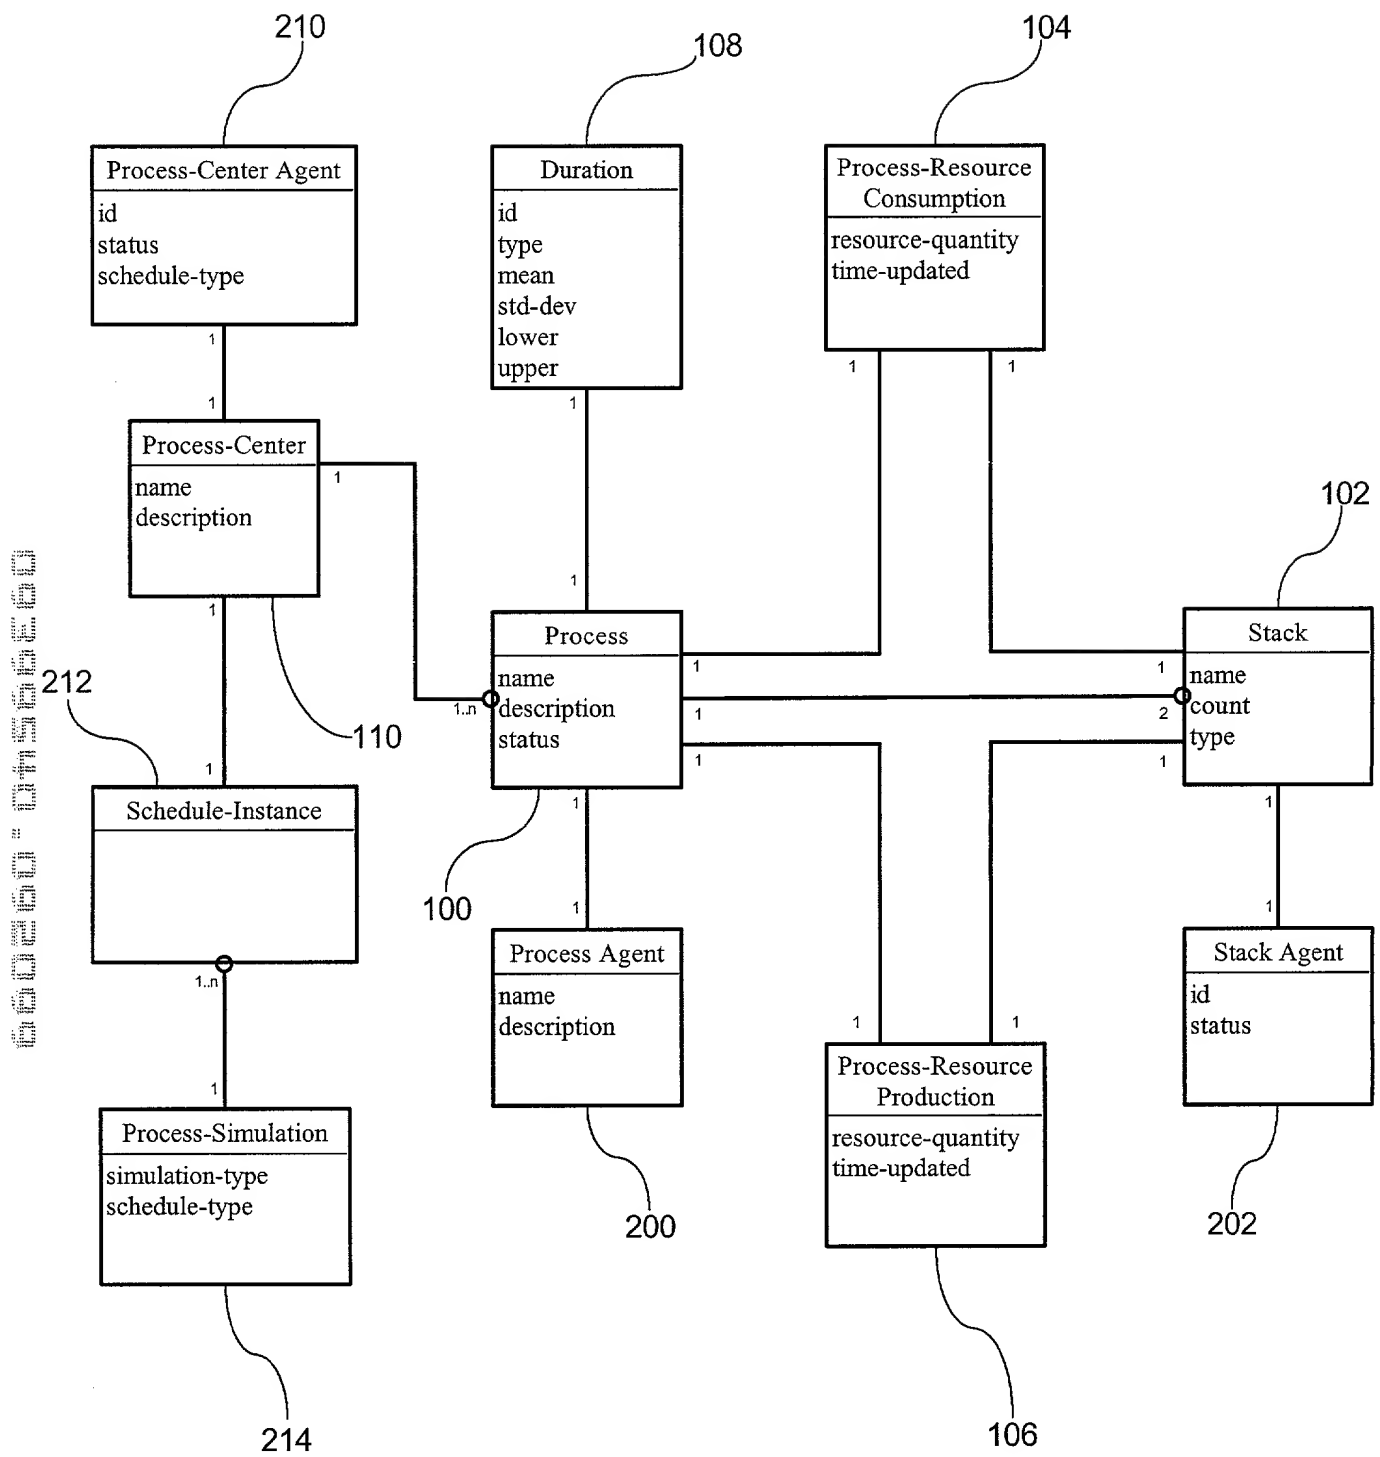 210
108
104
Process-Center Agent
id
status
schedule-type
1
Duration
id
type
mean
std-dev
lower
upper
1
Process-Resource
Consumption
resource-quantity
time-updated
1
1
1
Process-Center
name
description
1
1
102
212
110
1
1
Process
name
description
status
1..n
1
1
1
1
Stack
name
count
type
1
2
1
1
Schedule-Instance
1..n
100
1
Process Agent
name
description
200
1
1
Process-Resource
Production
resource-quantity
time-updated
106
1
Stack Agent
id
status
202
1
Process-Simulation
simulation-type
schedule-type
214